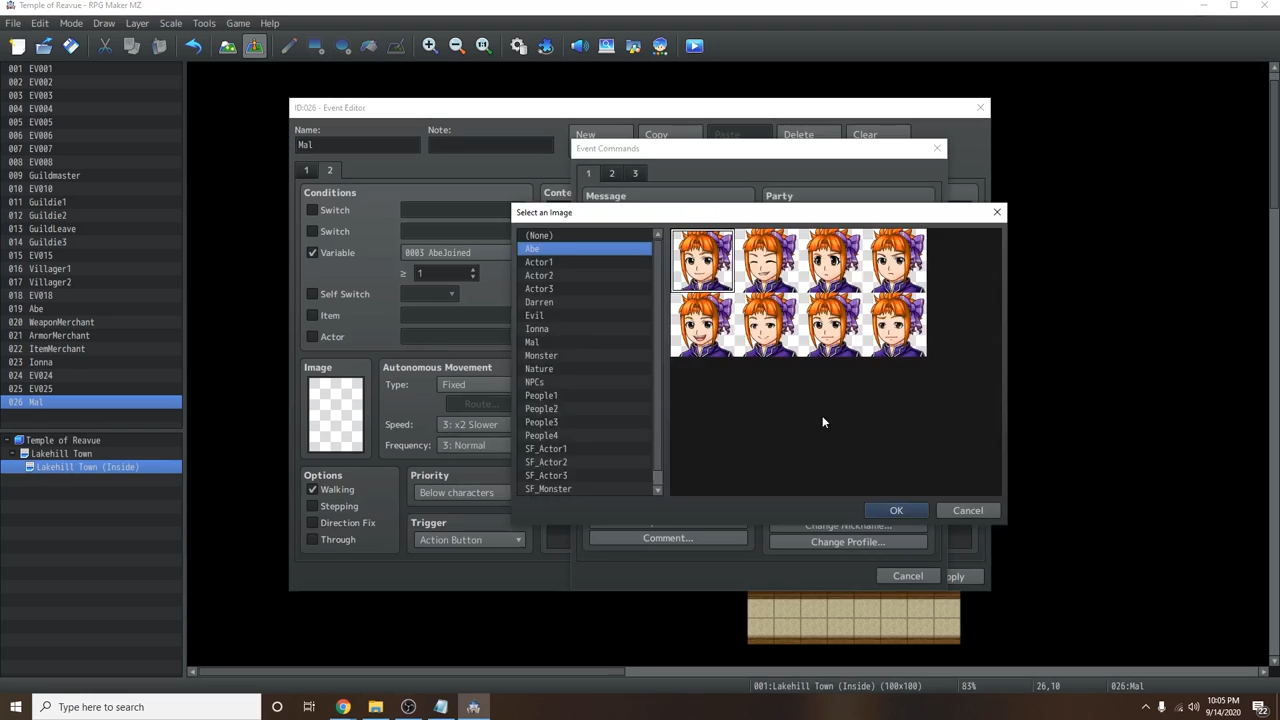 Temple of Reavue - RPG Maker MZ
File Edit Mode Draw Layer Scale Tools Game Help
001 EV001
002 EV002
003 EV003
004 EV004
005 EV005
006 EV006
007 EV007
008 EV008
009 Guildmaster
010 EV010
011 Guildie1
012 Guildie2
013 GuildLeave
014 Guildie3
015 EV015
016 Villager1
017 Villager2
018 EV018
019 Abe
020 WeaponMerchant
021 ArmorMerchant
022 ItemMerchant
023 Ionna
024 EV024
025 EV025
026 Mal
Temple of Reavue
Lakehill Town
Lakehill Town (Inside)
ID:026 - Event Editor
Name:
Note:
Mal
New
Copy
Paste
Delete
Clear
1 2
Conditions
Conte
Switch
Switch
Variable
0003 AbeJoined
≥
1
Self Switch
Item
Actor
Image
Autonomous Movement
Type:
Fixed
Route...
Speed:
3: x2 Slower
Frequency:
3: Normal
Options
Walking
Stepping
Direction Fix
Through
Priority
Below characters
Trigger
Action Button
Event Commands
1 2 3
Message
Party
Select an Image
(None)
Abe
Actor1
Actor2
Actor3
Darren
Evil
Ionna
Mal
Monster
Nature
NPCs
People1
People2
People3
People4
SF_Actor1
SF_Actor2
SF_Actor3
SF_Monster
OK
Cancel
Change Nickname...
Comment...
Change Profile...
Cancel
pply
001:Lakehill Town (Inside) (100x100)
83%
26,10
026:Mal
Type here to search
10:05 PM
9/14/2020
22